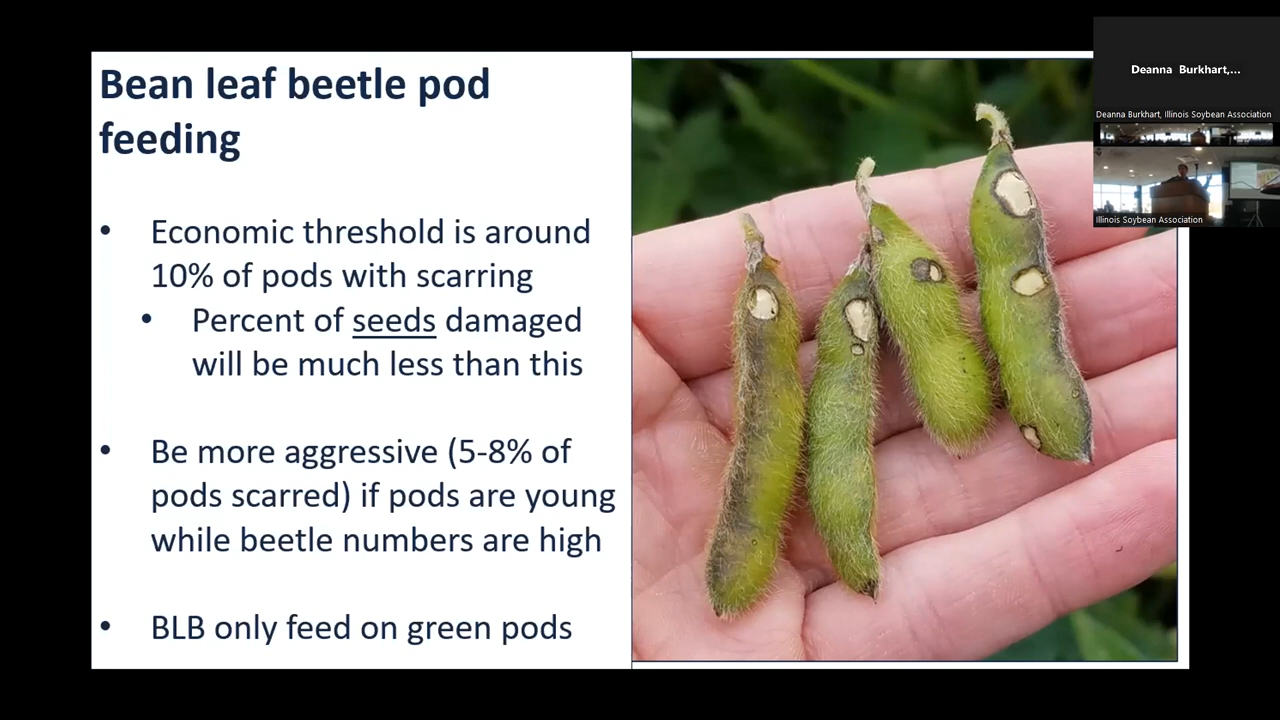 Bean leaf beetle pod
feeding
• Economic threshold is around
10% of pods with scarring
• Percent of seeds damaged
will be much less than this
• Be more aggressive (5-8% of
pods scarred) if pods are young
while beetle numbers are high
• BLB only feed on green pods
Deanna Burkhart,...
Deanna Burkhart, Illinois Soybean Association
Illinois Soybean Association